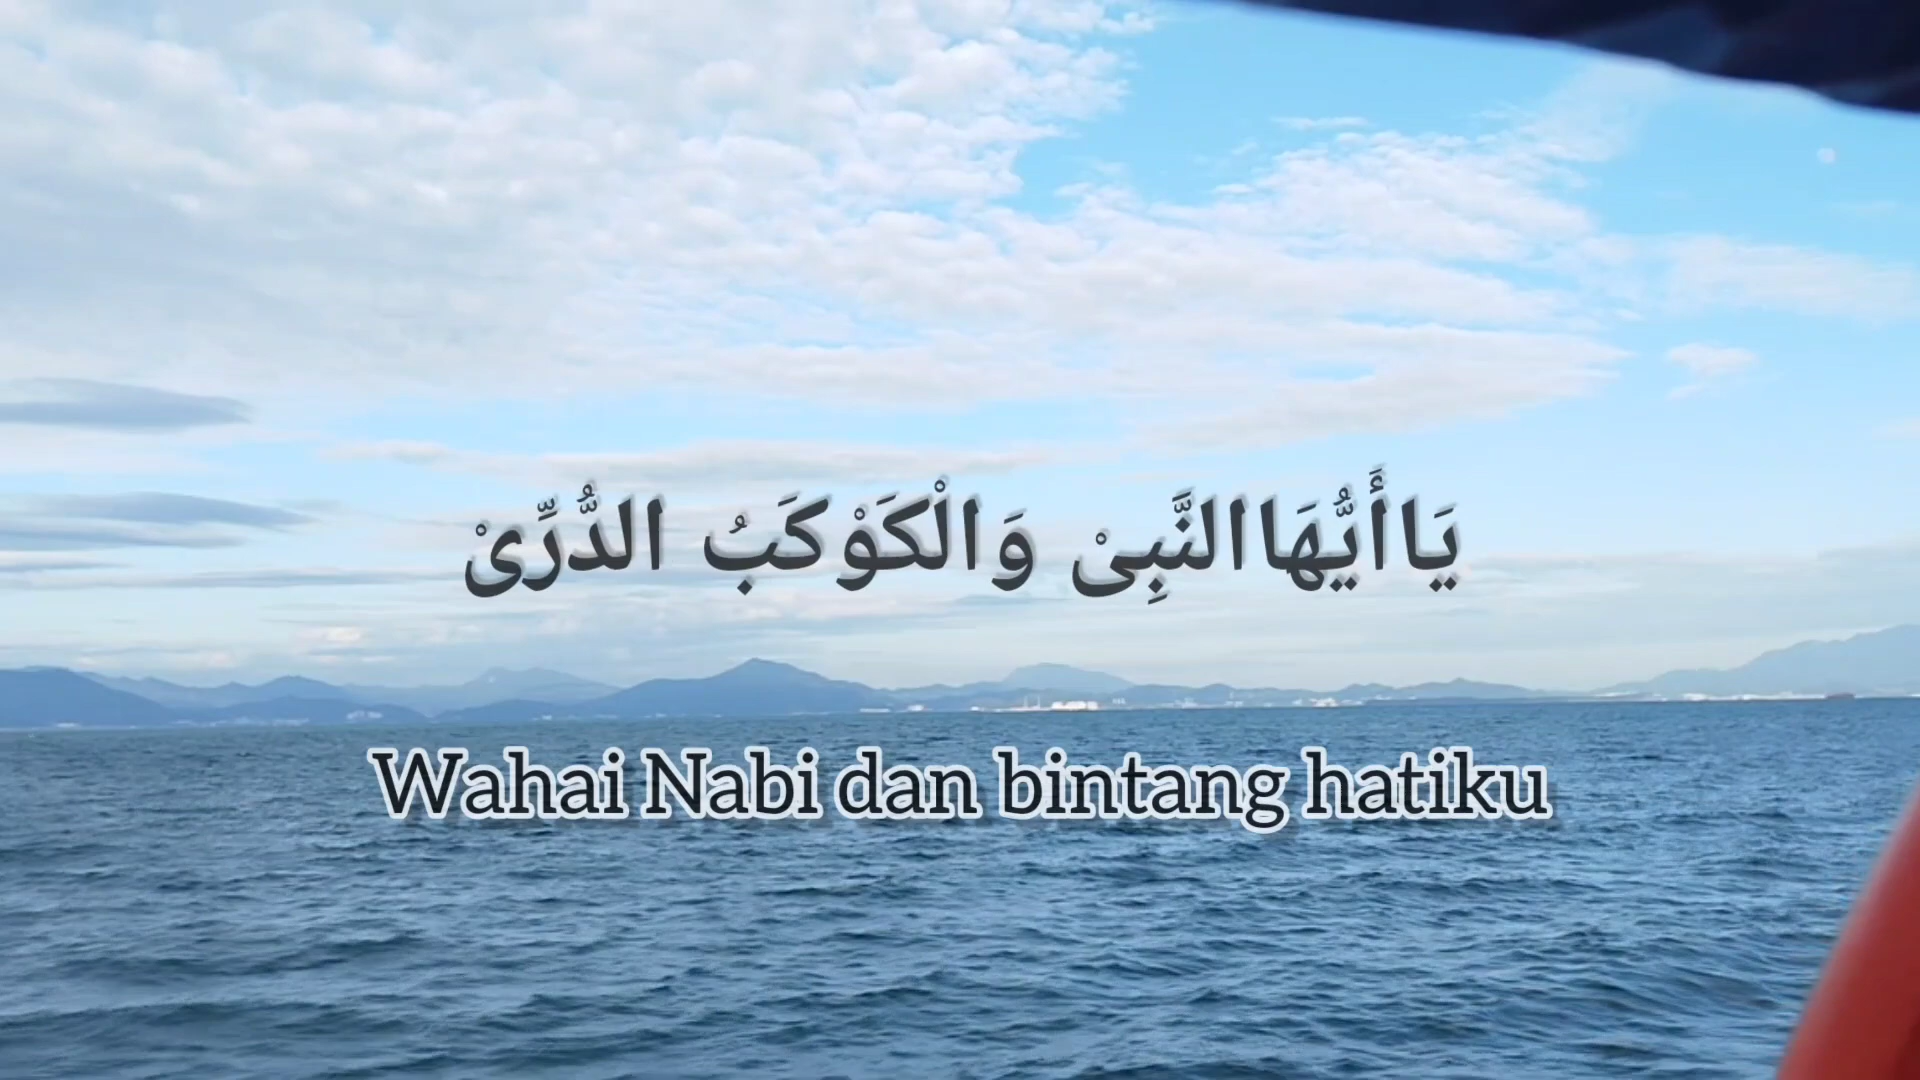 يَا أَيُّهَا النَّبِىْ وَالْكَوْكَبُ الدُّرِّىْ
Wahai Nabi dan bintang hatiku